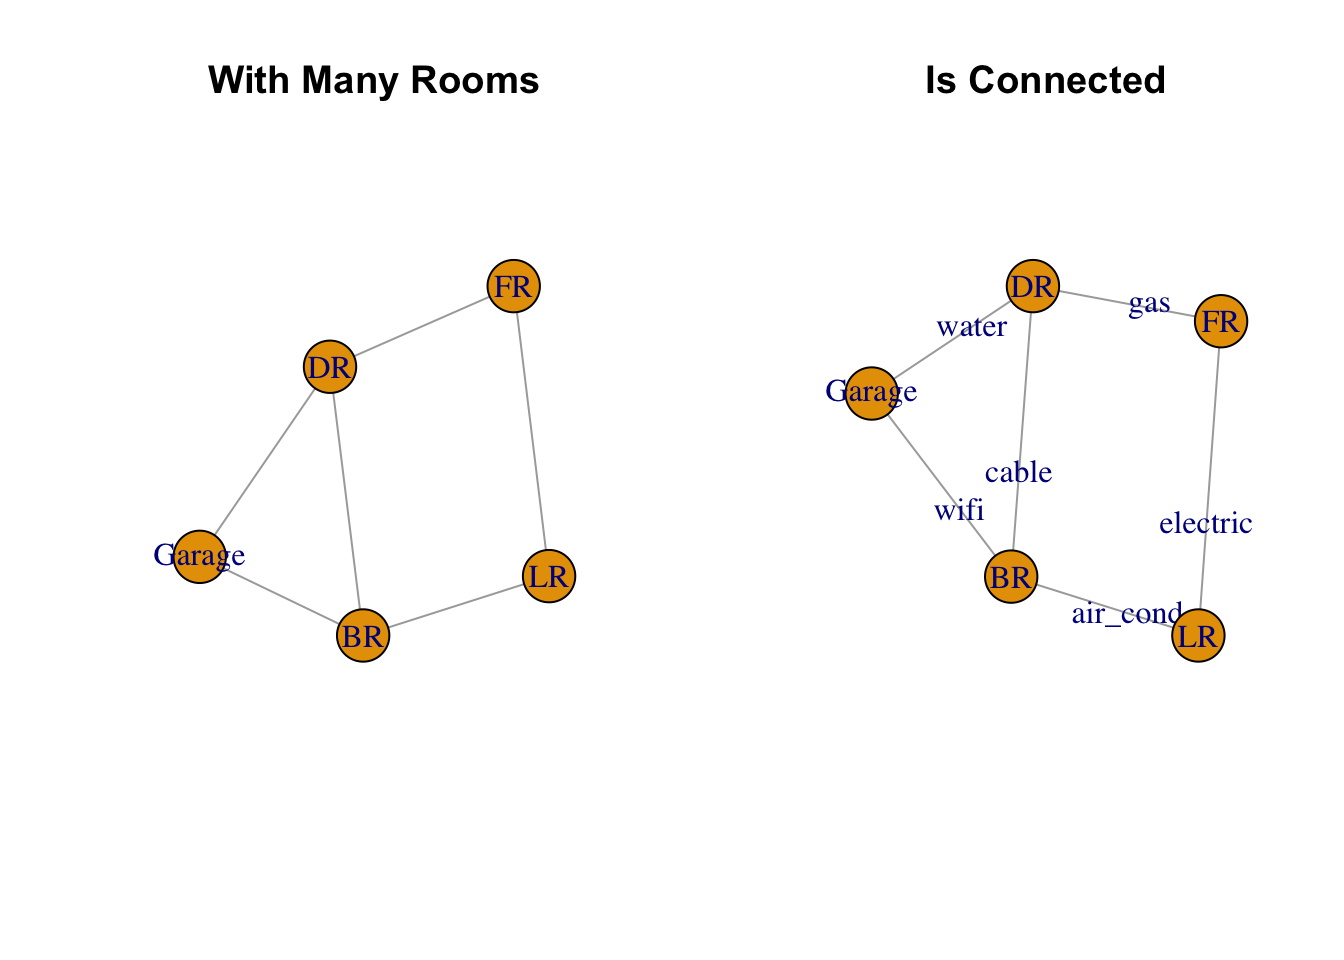 With Many Rooms
FR
DR
Garage
LR
BR
Is Connected
DR
gas
FR
water
Garage
cable
wifi
electric
BR
air_cond
LR